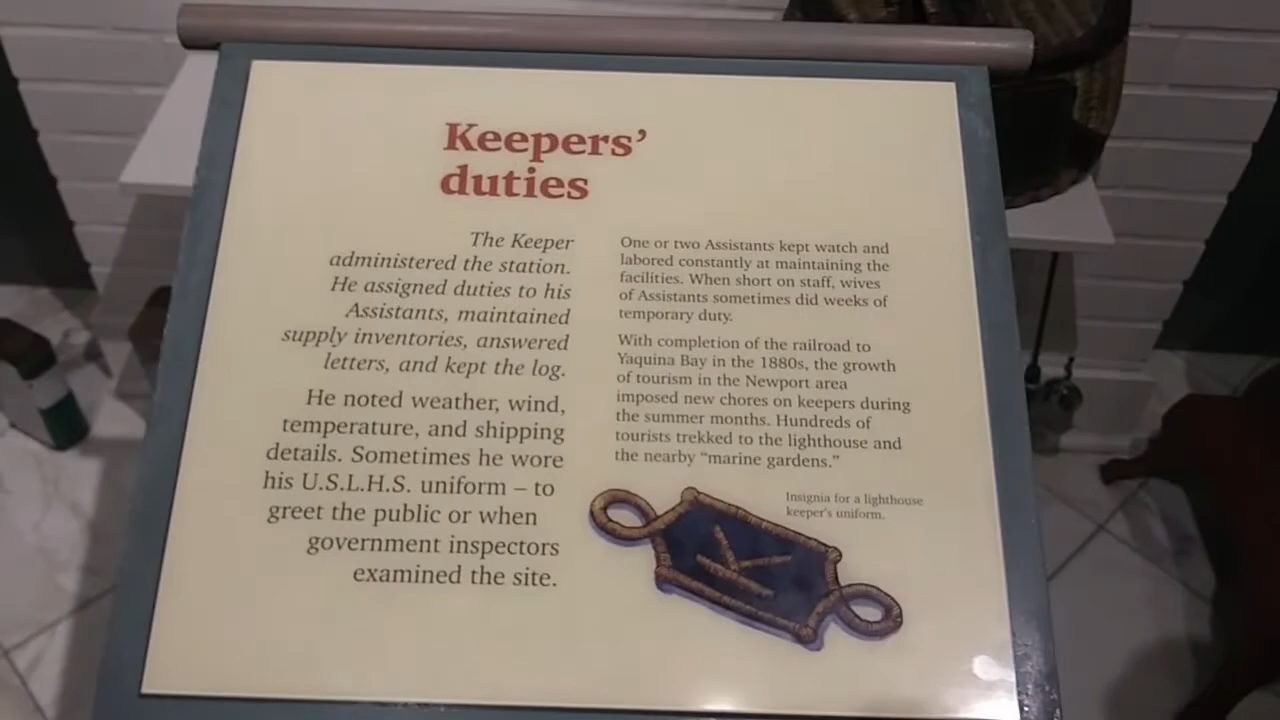 Keepers’
duties
The Keeper
administered the station.
He assigned duties to his
Assistants, maintained
supply inventories, answered
letters, and kept the log.
He noted weather, wind,
temperature, and shipping
details. Sometimes he wore
his U.S.L.H.S. uniform – to
greet the public or when
government inspectors
examined the site.
One or two Assistants kept watch and
labored constantly at maintaining the
facilities. When short on staff, wives
of Assistants sometimes did weeks of
temporary duty.
With completion of the railroad to
Yaquina Bay in the 1880s, the growth
of tourism in the Newport area
imposed new chores on keepers during
the summer months. Hundreds of
tourists trekked to the lighthouse and
the nearby “marine gardens.”
Insignia for a lighthouse
keeper's uniform.
K